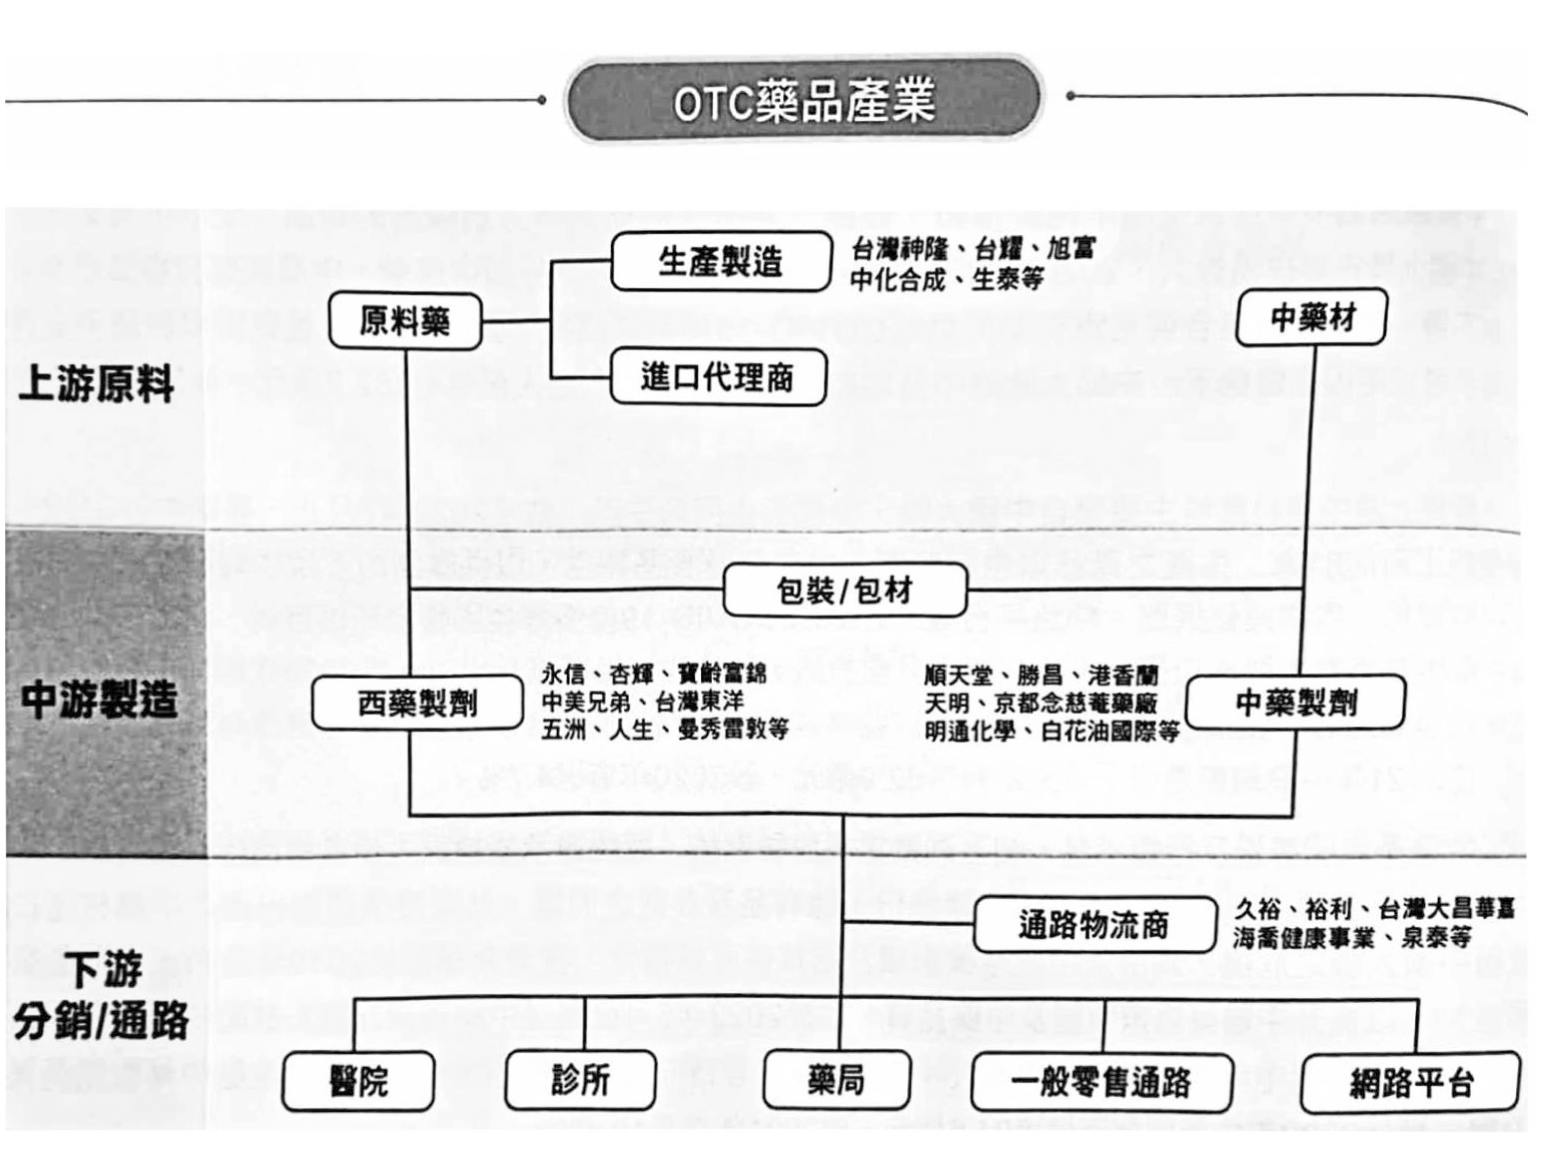 OTC藥品產業
生產製造
台灣神隆、台耀、旭富
中化合成、生泰等
原料藥
中藥材
進口代理商
上游原料
包裝/包材
中游製造
西藥製劑
永信、杏輝、寶齡富錦
中美兄弟、台灣東洋
五洲、人生、曼秀雷敦等
順天堂、勝昌、港香蘭
天明、京都念慈菴藥廠
明通化學、白花油國際等
中藥製劑
通路物流商
久裕、裕利、台灣大昌華嘉
海喬健康事業、泉泰等
下游
分銷/通路
醫院
診所
藥局
一般零售通路
網路平台